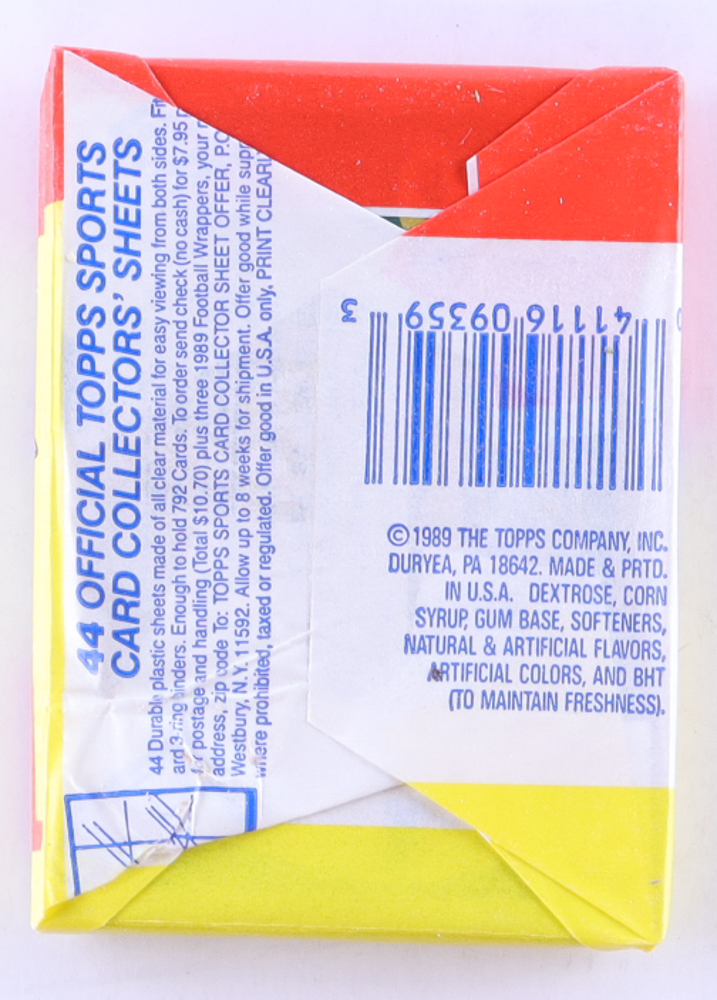 44 OFFICIAL TOPPS SPORTS
CARD COLLECTORS' SHEETS
44 Durable plastic sheets made of all clear material for easy viewing from both sides.
3-ring binders. Enough to hold 792 Cards. To order send check (no cash) for $7.95
postage and handling (Total $10.70) plus three 1989 Football Wrappers, your
address, zip code To: TOPPS SPORTS CARD COLLECTOR SHEET OFFER, P.O.
Westbury, N.Y. 11592. Allow up to 8 weeks for shipment. Offer good while
where prohibited, taxed or regulated. Offer good in U.S.A. only. PRINT
3 41116 09359
© 1989 THE TOPPS COMPANY, INC.
DURYEA, PA 18642. MADE & PRTD.
IN U.S.A. DEXTROSE, CORN
SYRUP, GUM BASE, SOFTENERS,
NATURAL & ARTIFICIAL FLAVORS,
ARTIFICIAL COLORS, AND BHT
(TO MAINTAIN FRESHNESS).